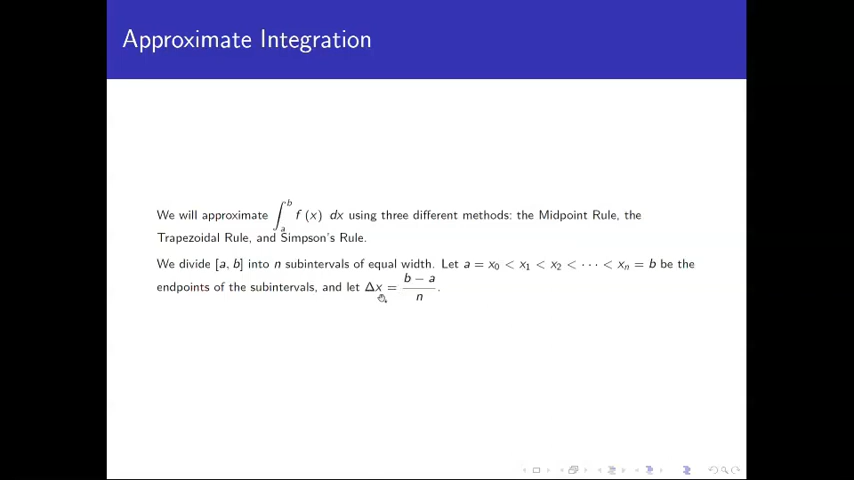 Approximate Integration
We will approximate ∫_a^b f (x) dx using three different methods: the Midpoint Rule, the
Trapezoidal Rule, and Simpson's Rule.
We divide [a, b] into n subintervals of equal width. Let a = x₀ < x₁ < x₂ < · · · < xₙ = b be the
endpoints of the subintervals, and let Δx = (b − a)/n.